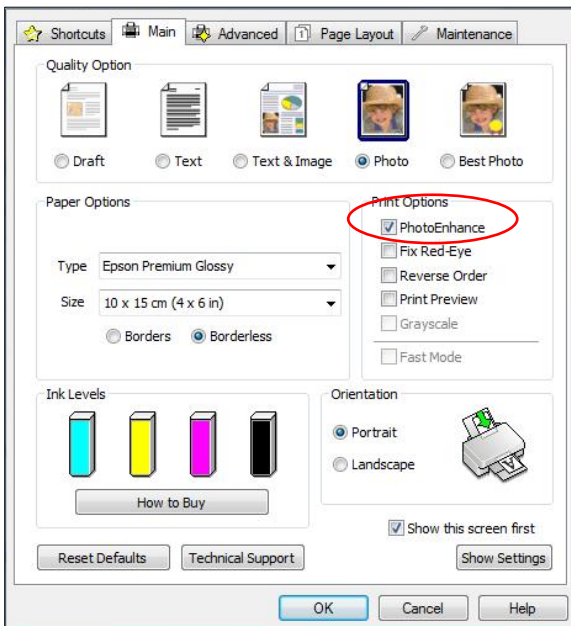 Shortcuts Main Advanced 1 Page Layout Maintenance
Quality Option
Draft Text Text & Image Photo Best Photo
Paper Options
Type Epson Premium Glossy
Size 10 x 15 cm (4 x 6 in)
Borders Borderless
Print Options
PhotoEnhance
Fix Red-Eye
Reverse Order
Print Preview
Grayscale
Fast Mode
Ink Levels
How to Buy
Orientation
Portrait
Landscape
Show this screen first
Reset Defaults Technical Support Show Settings
OK Cancel Help